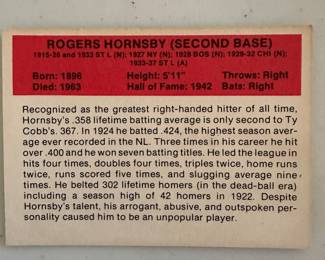 ROGERS HORNSBY (SECOND BASE)
1915-26 and 1933 ST L (N); 1927 NY (N); 1928 BOS (N); 1929-32 CHI (N);
1933-37 ST L (A)
Born: 1896 Height: 5'11" Throws: Right
Died: 1963 Hall of Fame: 1942 Bats: Right
Recognized as the greatest right-handed hitter of all time,
Hornsby's .358 lifetime batting average is only second to Ty
Cobb's .367. In 1924 he batted .424, the highest season aver-
age ever recorded in the NL. Three times in his career he hit
over .400 and he won seven batting titles. He led the league in
hits four times, doubles four times, triples twice, home runs
twice, runs scored five times, and slugging average nine
times. He belted 302 lifetime homers (in the dead-ball era)
including a season high of 42 homers in 1922. Despite
Hornsby's talent, his arrogant, abusive, and outspoken per-
sonality caused him to be an unpopular player.